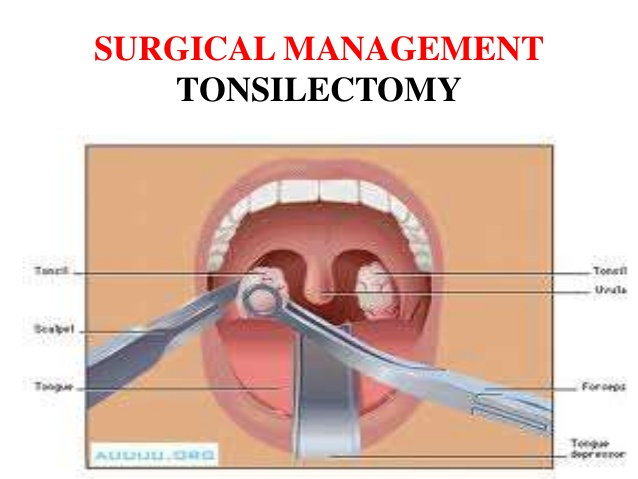 SURGICAL MANAGEMENT
TONSILECTOMY
Tonsil
Scalpel
Tongue
Tonsil
Uvula
Forceps
Tongue
depressor